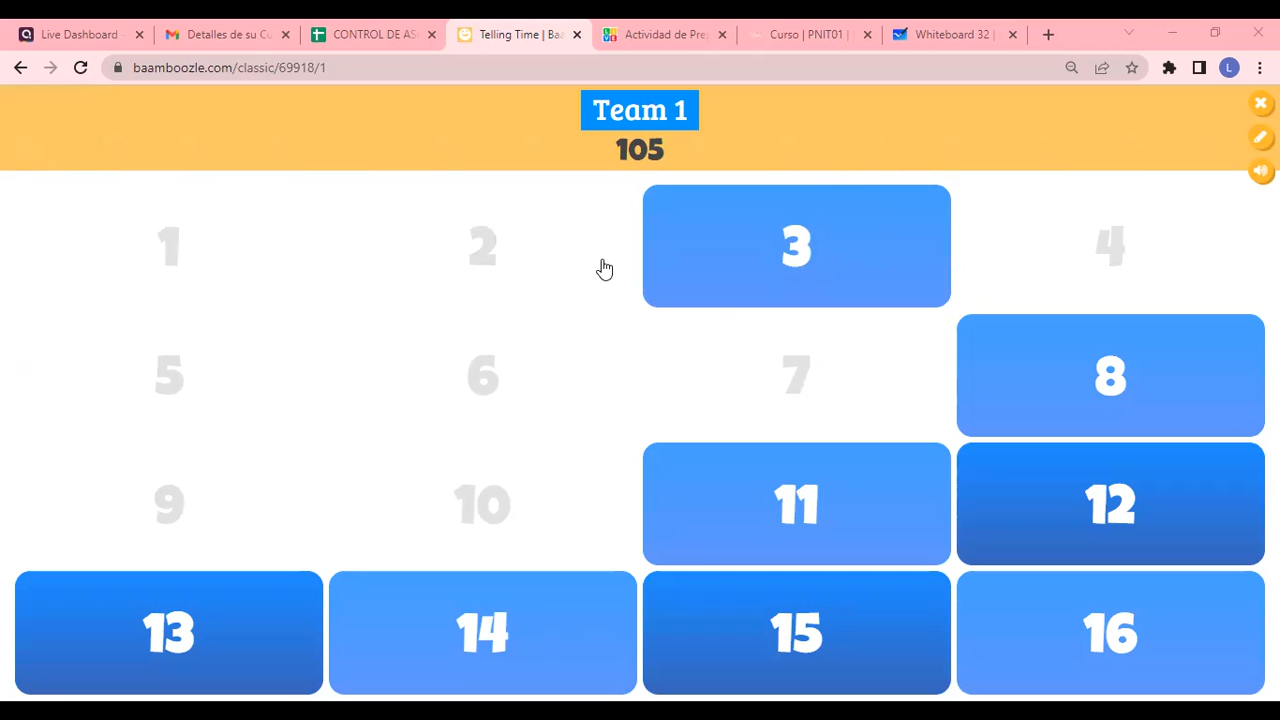 Live Dashboard
Detalles de su Cu
CONTROL DE AS
Telling Time | Baa
Actividad de Pre
Curso | PNIT01 |
Whiteboard 32 |
baamboozle.com/classic/69918/1
L
Team 1
105
1
2
3
4
5
6
7
8
9
10
11
12
13
14
15
16